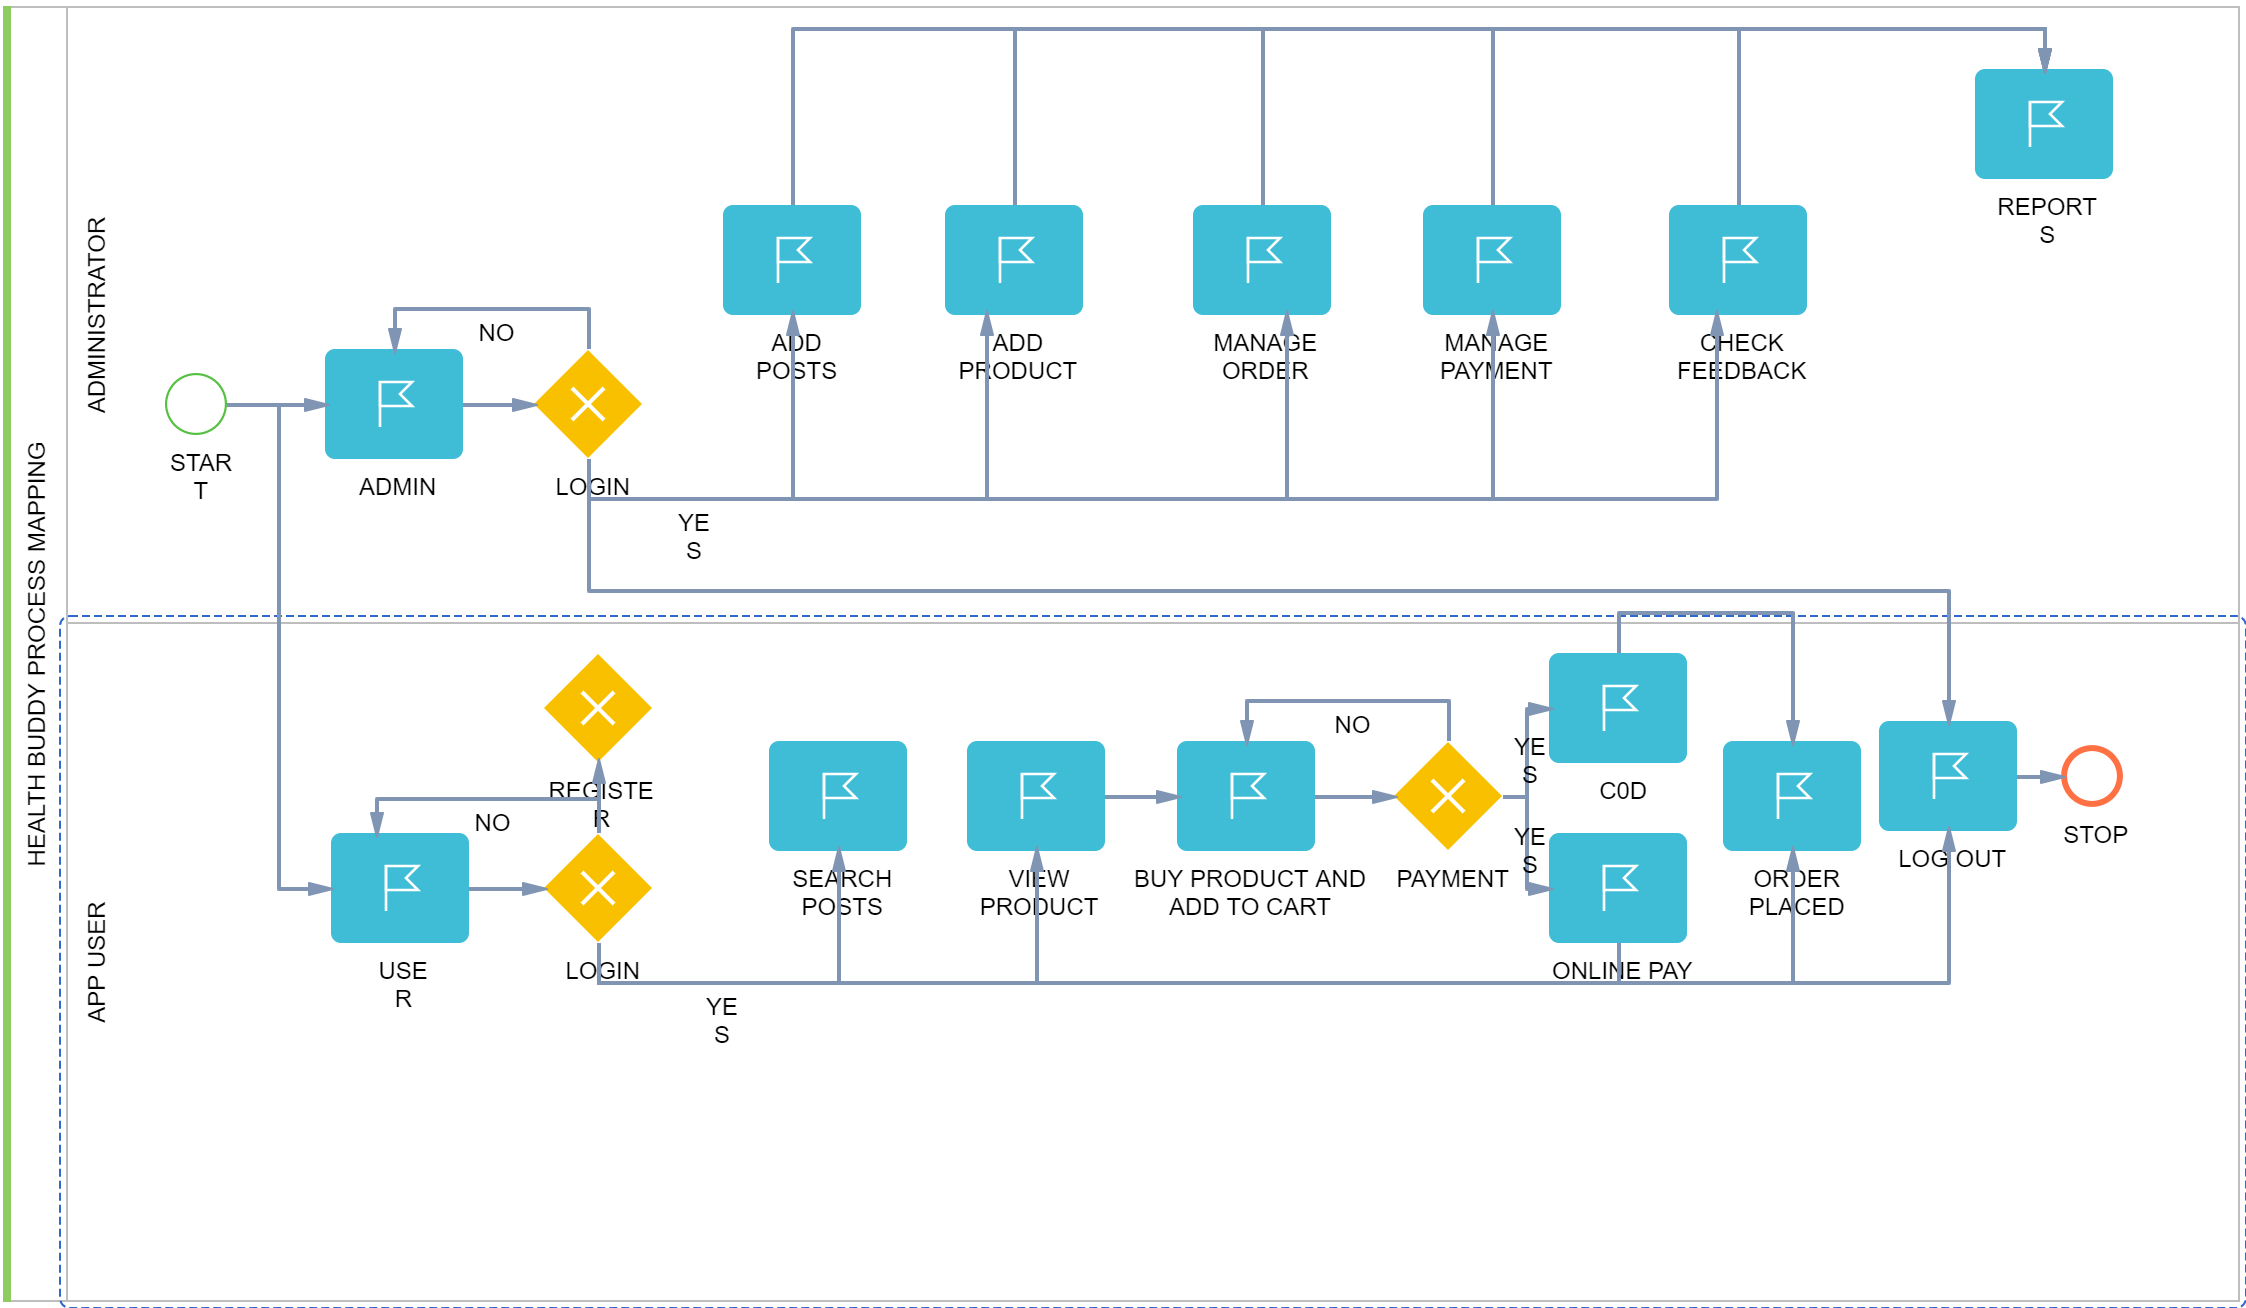 HEALTH BUDDY PROCESS MAPPING
ADMINISTRATOR
REPORT
S
NO
ADD
POSTS
ADD
PRODUCT
MANAGE
ORDER
MANAGE
PAYMENT
CHECK
FEEDBACK
STAR
T
ADMIN
LOGIN
YE
S
APP USER
REGISTE
R
NO
USE
R
LOGIN
YE
S
SEARCH
POSTS
VIEW
PRODUCT
BUY PRODUCT AND
ADD TO CART
NO
PAYMENT
YE
S
YE
S
C0D
ONLINE PAY
ORDER
PLACED
LOG OUT
STOP